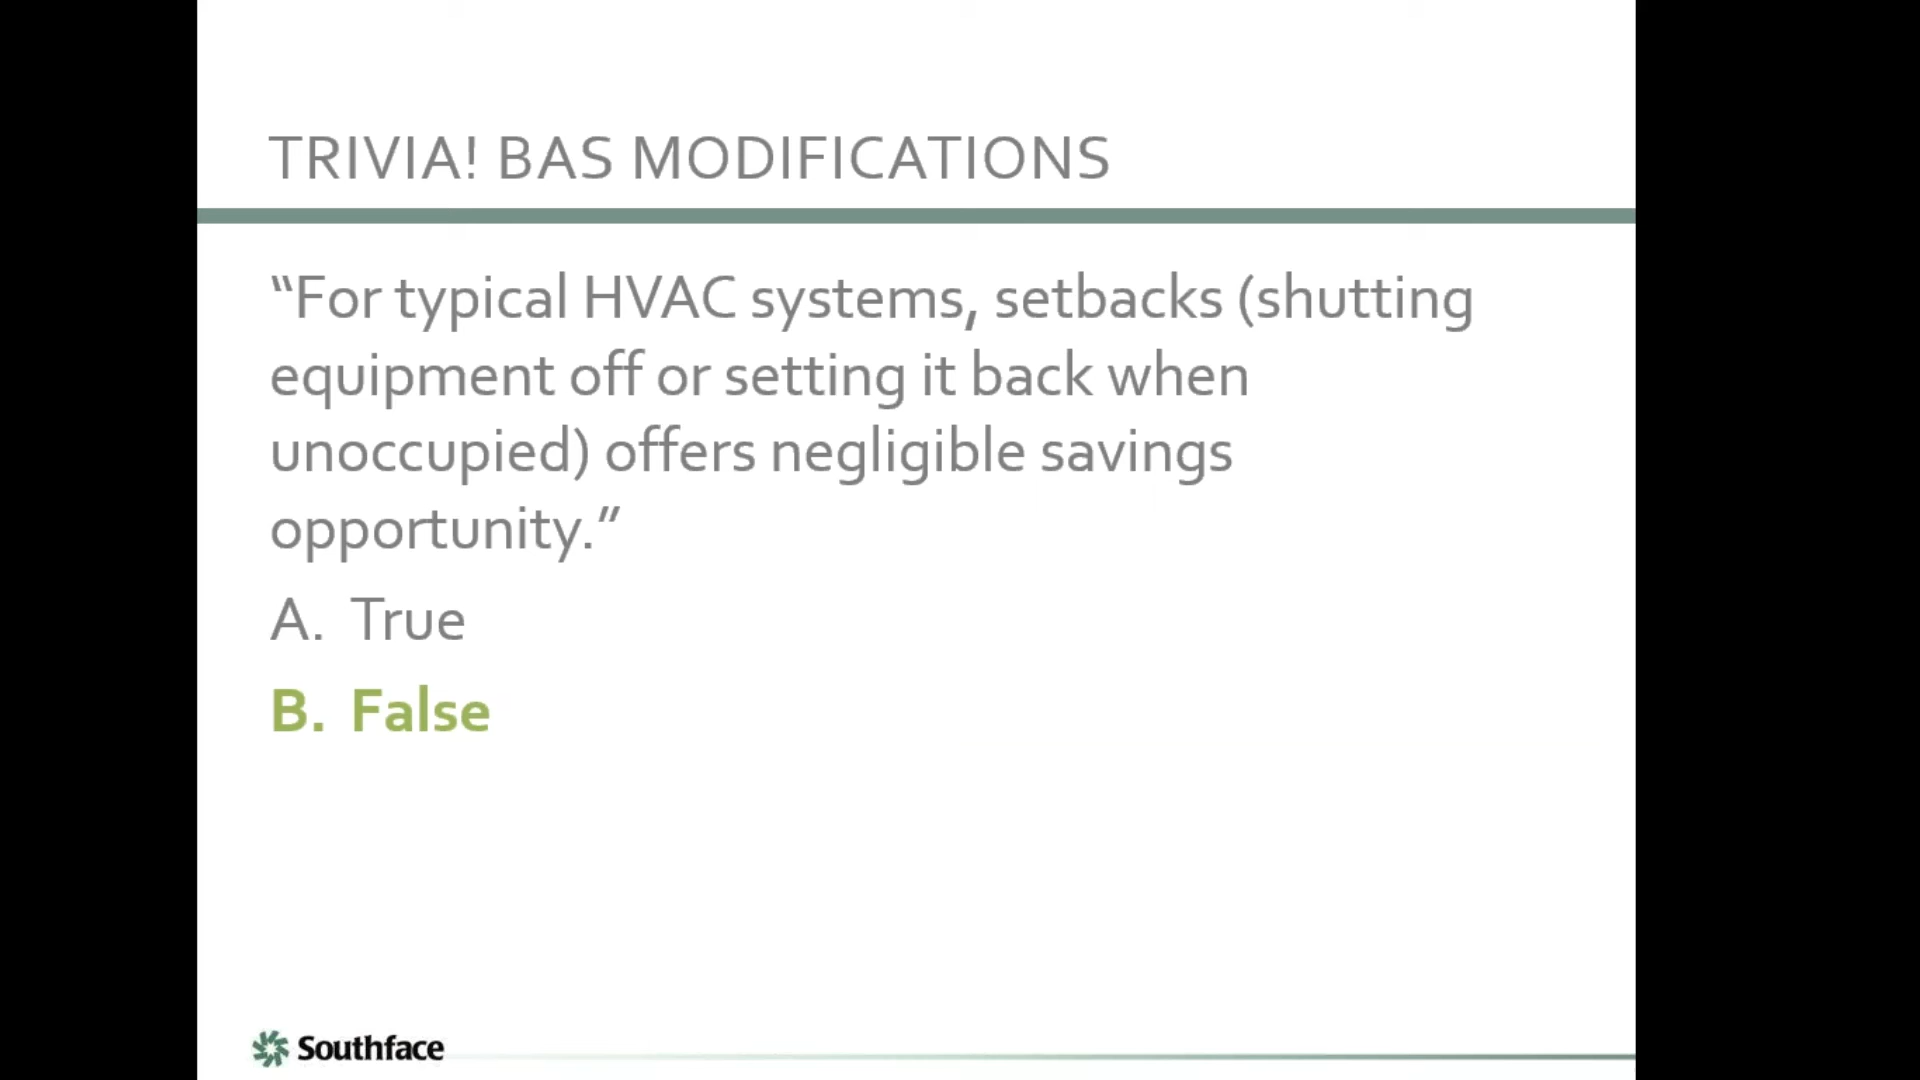 TRIVIA! BAS MODIFICATIONS
“For typical HVAC systems, setbacks (shutting
equipment off or setting it back when
unoccupied) offers negligible savings
opportunity.”
A. True
B. False
Southface